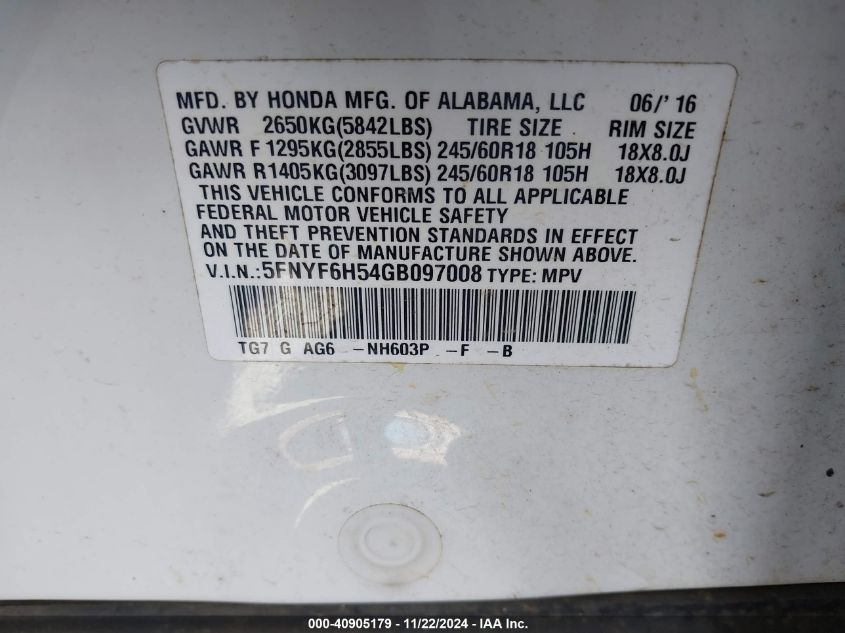 MFD. BY HONDA MFG. OF ALABAMA, LLC 06/'16
GVWR 2650KG(5842LBS) TIRE SIZE RIM SIZE
GAWR F 1295KG(2855LBS) 245/60R18 105H 18X8.0J
GAWR R1405KG(3097LBS) 245/60R18 105H 18X8.0J
THIS VEHICLE CONFORMS TO ALL APPLICABLE
FEDERAL MOTOR VEHICLE SAFETY
AND THEFT PREVENTION STANDARDS IN EFFECT
ON THE DATE OF MANUFACTURE SHOWN ABOVE.
V.I.N.:5FNYF6H54GB097008 TYPE: MPV
TG7 G AG6 -NH603P -F -B
000-40905179 - 11/22/2024 - IAA Inc.